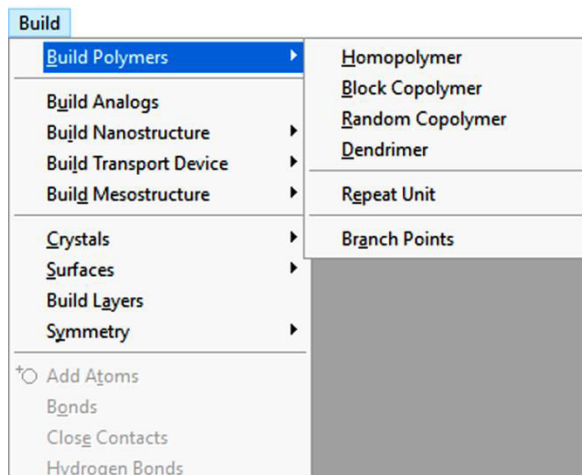 Build
Build Polymers
Build Analogs
Build Nanostructure
Build Transport Device
Build Mesostructure
Crystals
Surfaces
Build Layers
Symmetry
Add Atoms
Bonds
Close Contacts
Hydrogen Bonds
Homopolymer
Block Copolymer
Random Copolymer
Dendrimer
Repeat Unit
Branch Points